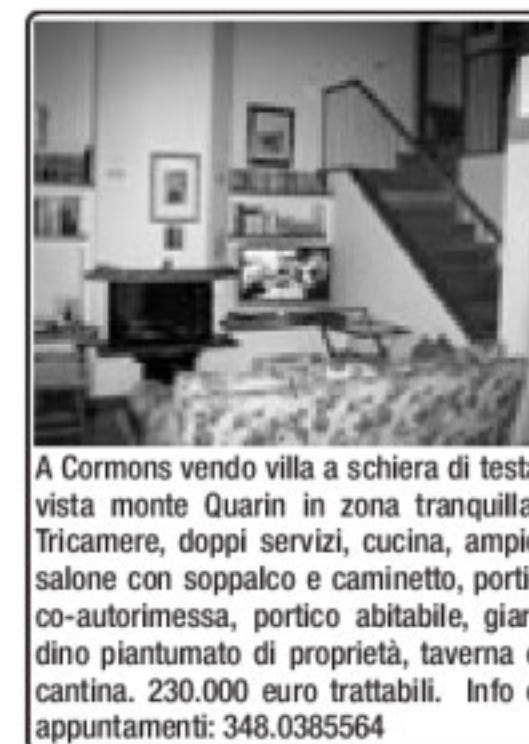 A Cormons vendo villa a schiera di testa
vista monte Quarin in zona tranquilla
Tricamere, doppi servizi, cucina, ampio
salone con soppalco e caminetto, porti
co-autorimessa, portico abitabile, giar
dino piantumato di proprietà, taverna e
cantina. 230.000 euro trattabili. Info e
appuntamenti: 348.0385564